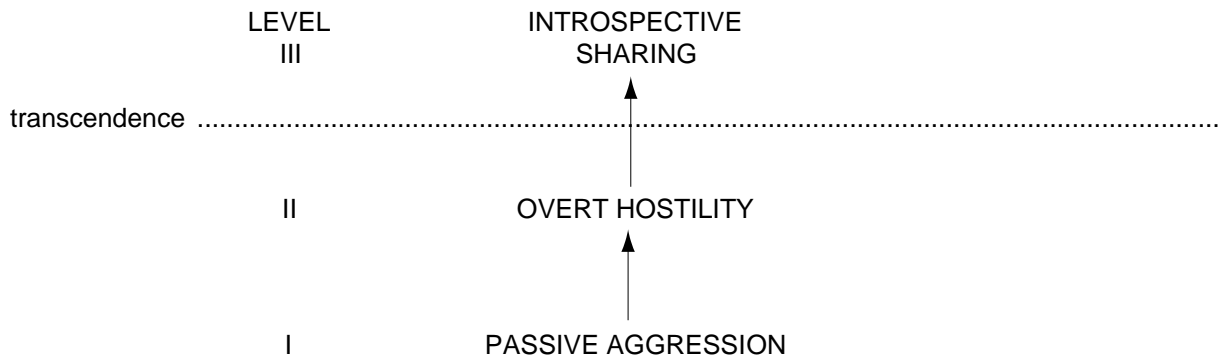 LEVEL INTROSPECTIVE
III SHARING
transcendence ..........................................................................................................................................
II OVERT HOSTILITY
I PASSIVE AGGRESSION